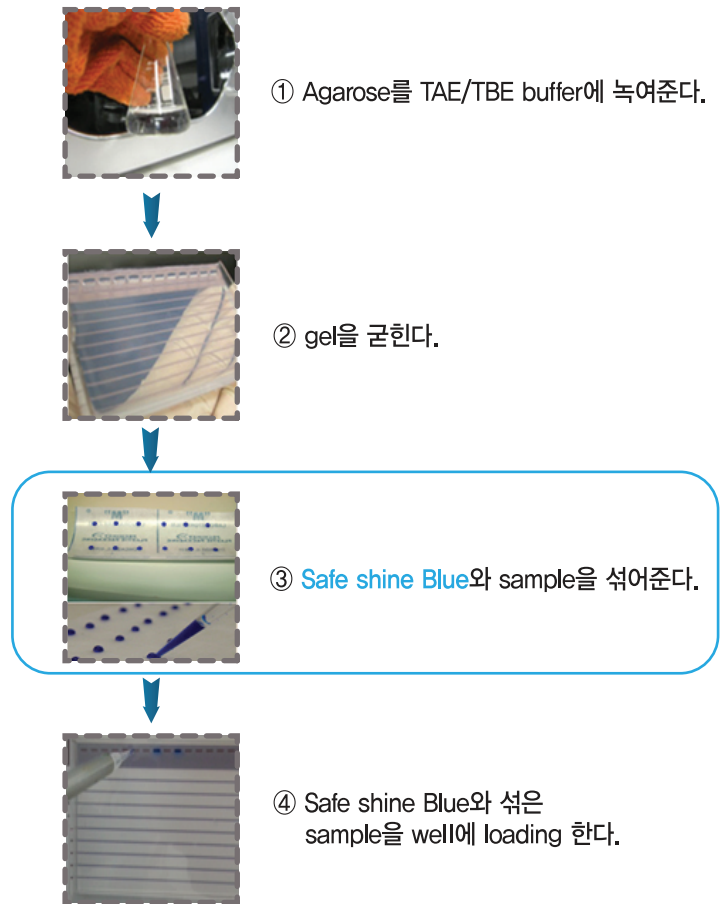 ① Agarose를 TAE/TBE buffer에 녹여준다.
② gel을 굳힌다.
③ Safe shine Blue와 sample을 섞어준다.
④ Safe shine Blue와 섞은
sample을 well에 loading 한다.